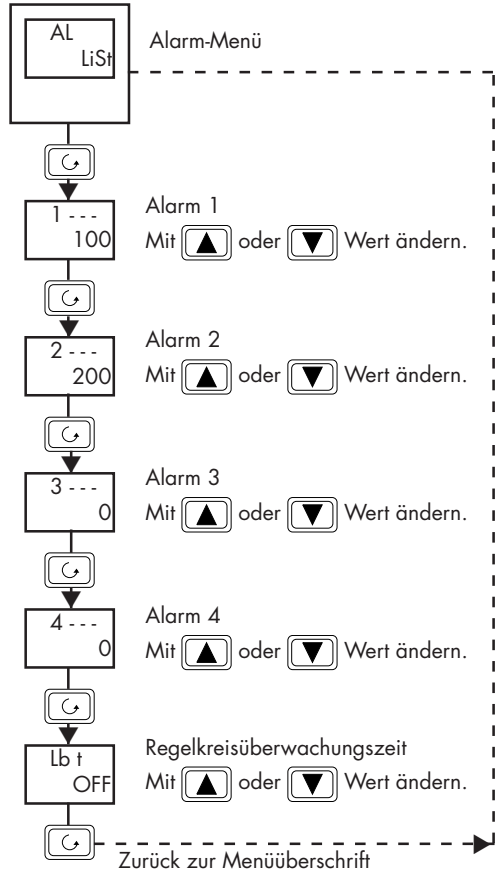 AL
LiSt
Alarm-Menü
1 - - -
100
Alarm 1
Mit ▲ oder ▼ Wert ändern.
2 - - -
200
Alarm 2
Mit ▲ oder ▼ Wert ändern.
3 - - -
0
Alarm 3
Mit ▲ oder ▼ Wert ändern.
4 - - -
0
Alarm 4
Mit ▲ oder ▼ Wert ändern.
Lb t
OFF
Regelkreisüberwachungszeit
Mit ▲ oder ▼ Wert ändern.
Zurück zur Menüüberschrift